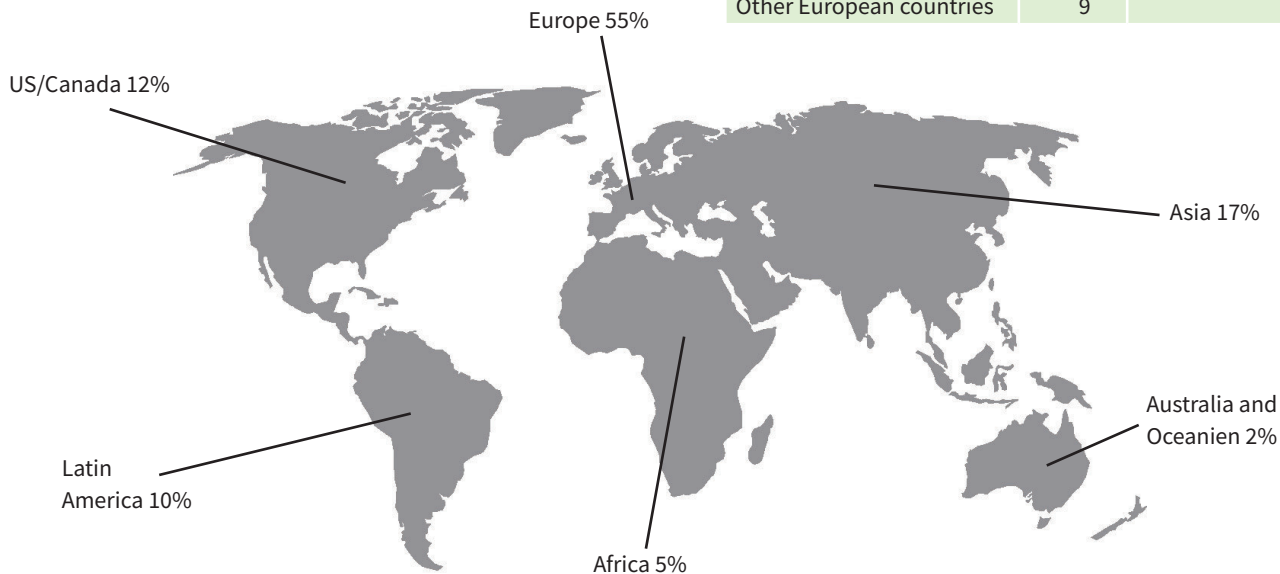 Other European countries 9
Europe 55%
US/Canada 12%
Asia 17%
Australia and
Oceanien 2%
Latin
America 10%
Africa 5%